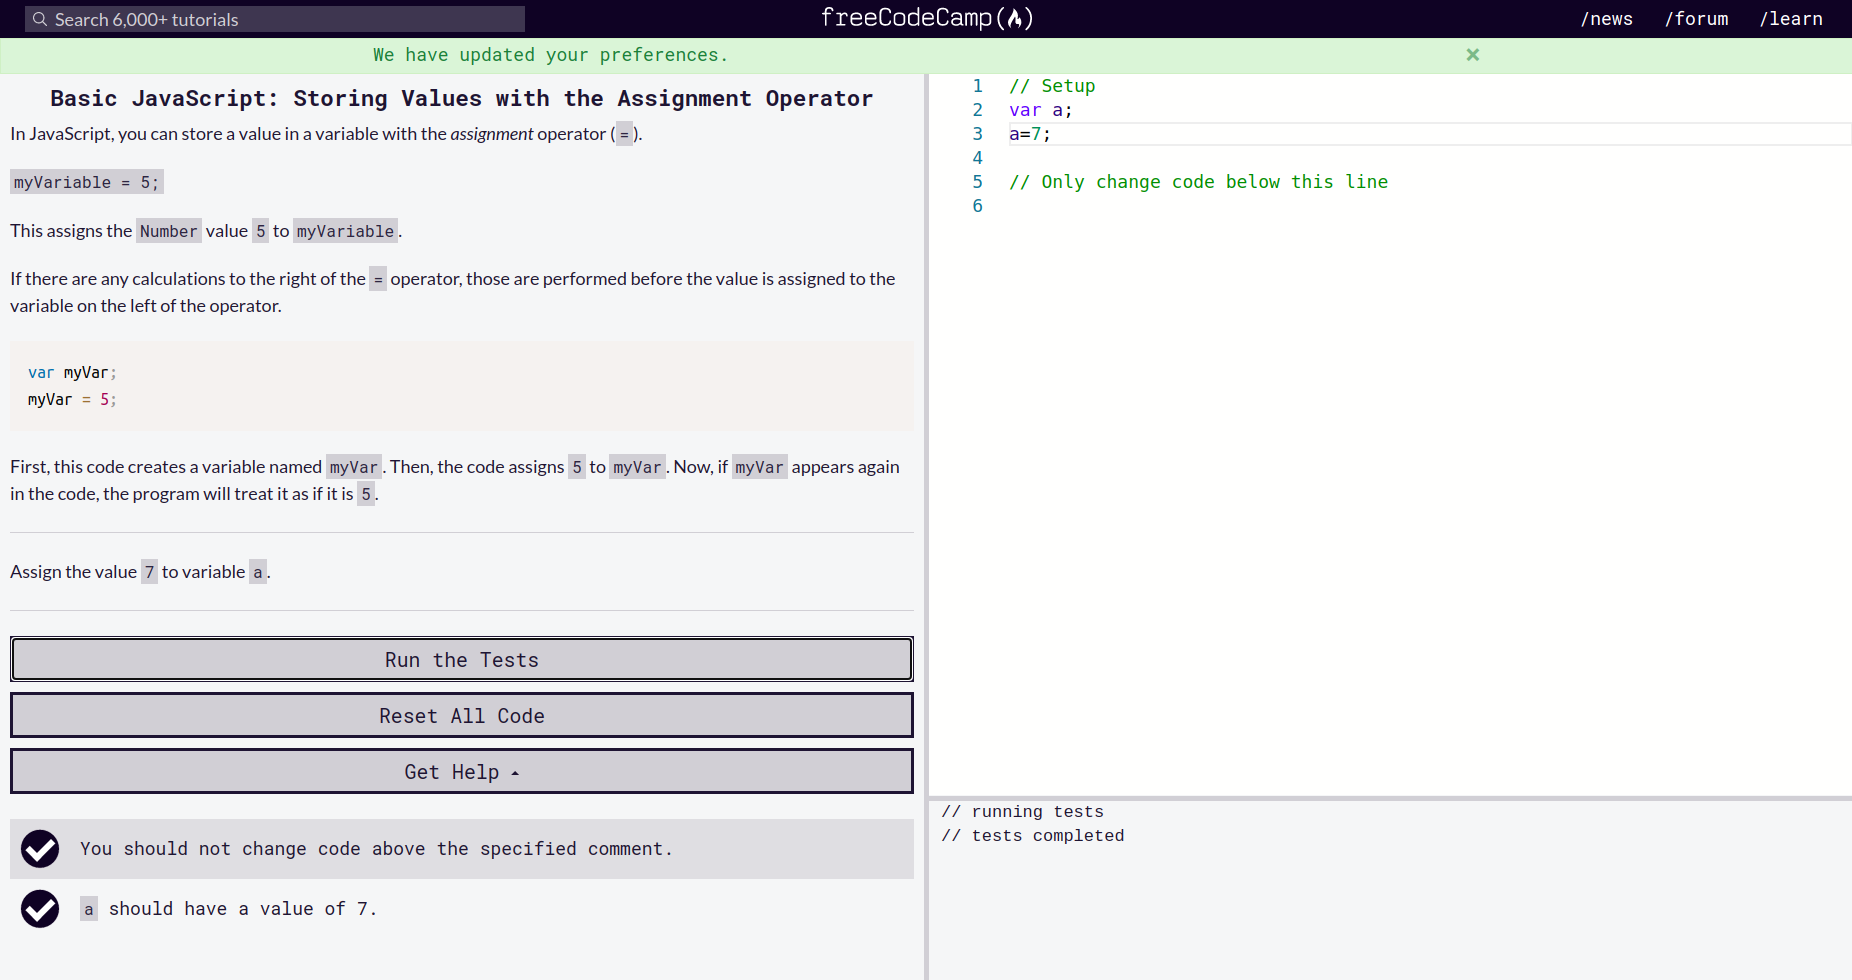 Search 6,000+ tutorials
freeCodeCamp(🔥)
/news /forum /learn
We have updated your preferences.
×
Basic JavaScript: Storing Values with the Assignment Operator
In JavaScript, you can store a value in a variable with the assignment operator ( = ).
myVariable = 5;
This assigns the Number value 5 to myVariable.
If there are any calculations to the right of the = operator, those are performed before the value is assigned to the
variable on the left of the operator.
var myVar;
myVar = 5;
First, this code creates a variable named myVar. Then, the code assigns 5 to myVar. Now, if myVar appears again
in the code, the program will treat it as if it is 5.
Assign the value 7 to variable a.
Run the Tests
Reset All Code
Get Help
You should not change code above the specified comment.
a should have a value of 7.
1 // Setup
2 var a;
3 a=7;
4
5 // Only change code below this line
6
// running tests
// tests completed